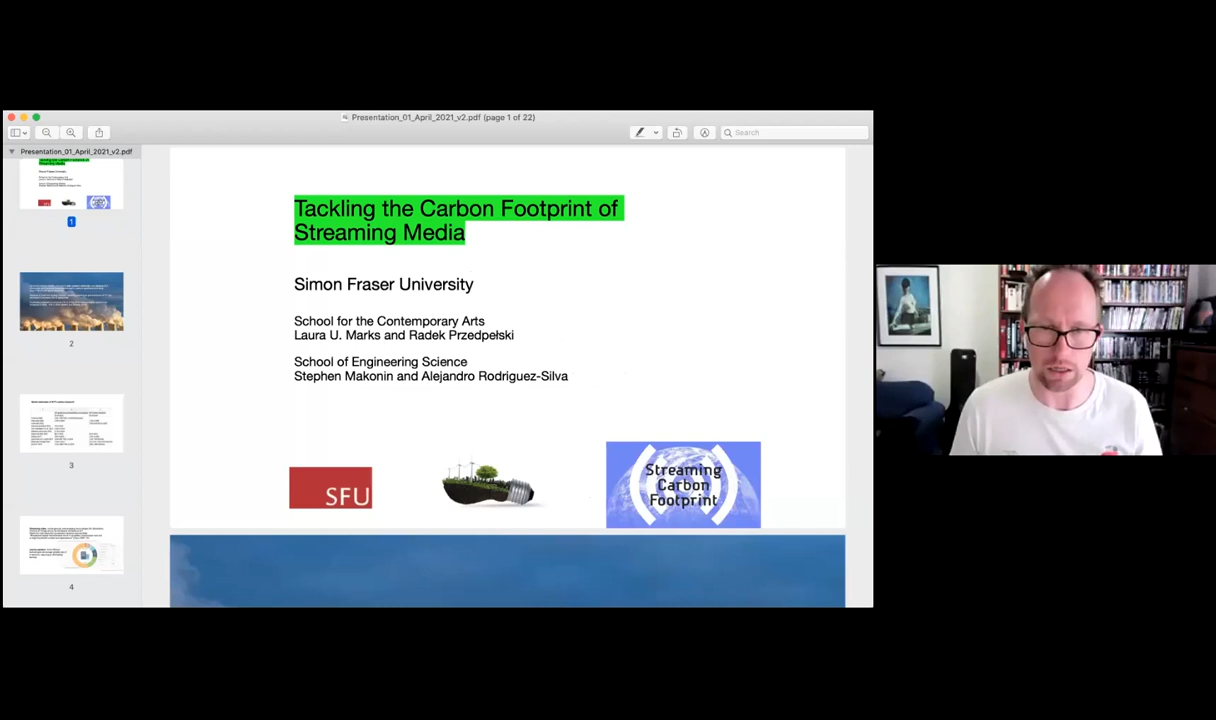 Presentation_01_April_2021_v2.pdf (page 1 of 22)
Search
Presentation_01_April_2021_v2.pdf
1
2
3
4
Tackling the Carbon Footprint of
Streaming Media
Simon Fraser University
School for the Contemporary Arts
Laura U. Marks and Radek Przedpełski
School of Engineering Science
Stephen Makonin and Alejandro Rodriguez-Silva
SFU
Streaming
Carbon
Footprint